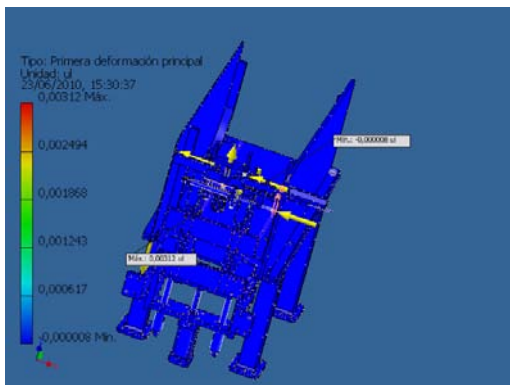 Tipo: Primera deformación principal
Unidad: ul
23/06/2010, 15:30:37
0,00312 Máx.
0,002494
0,001868
0,001243
0,000617
-0,000008 Mín.
Mín.: -0,000008 ul
Máx.: 0,00312 ul